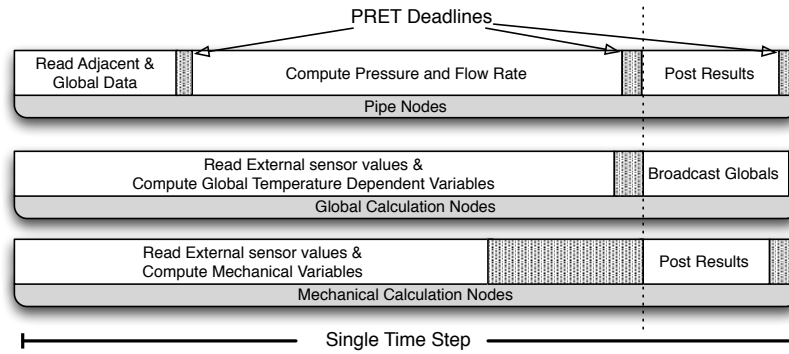 PRET Deadlines
Read Adjacent &
Global Data
Compute Pressure and Flow Rate
Post Results
Pipe Nodes
Read External sensor values &
Compute Global Temperature Dependent Variables
Broadcast Globals
Global Calculation Nodes
Read External sensor values &
Compute Mechanical Variables
Post Results
Mechanical Calculation Nodes
Single Time Step